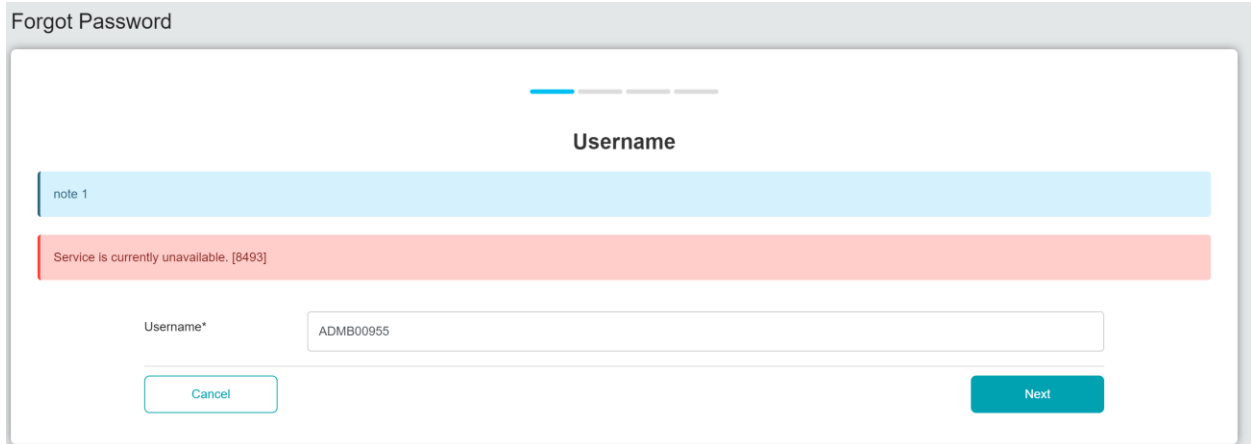 Forgot Password
Username
note 1
Service is currently unavailable. [8493]
Username*
ADMB00955
Cancel
Next